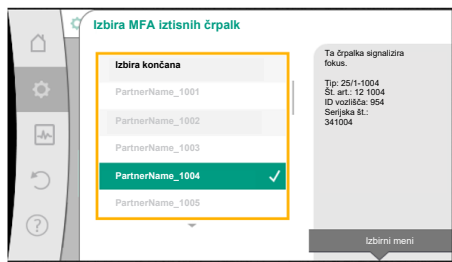 Izbira MFA iztisnih črpalk
Izbira končana
PartnerName_1001
PartnerName_1002
PartnerName_1003
PartnerName_1004
PartnerName_1005
Ta črpalka signalizira
fokus.
Tip: 25/1-1004
Št. art.: 12 1004
ID vozlišča: 954
Serijska št.:
341004
Izbirni meni